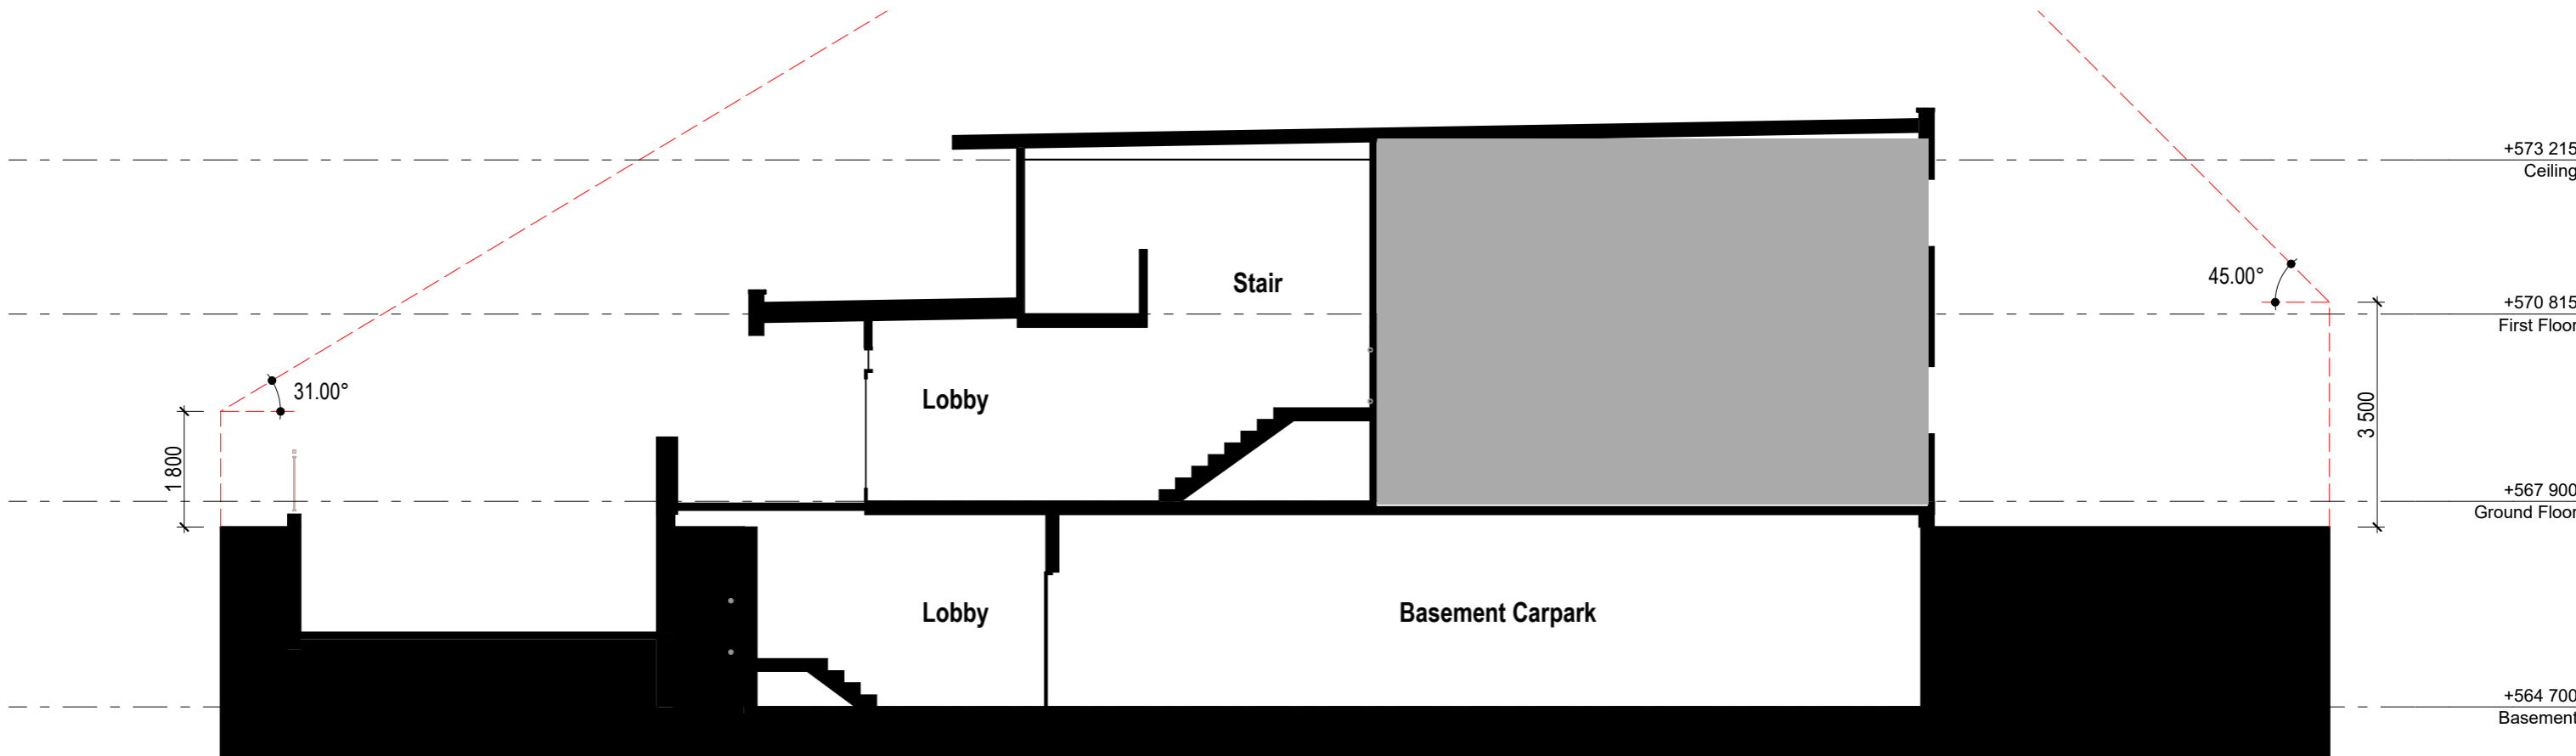 +573 215
Ceiling
Stair
45.00°
+570 815
First Floor
31.00°
Lobby
3 500
1 800
+567 900
Ground Floor
Lobby
Basement Carpark
+564 700
Basement